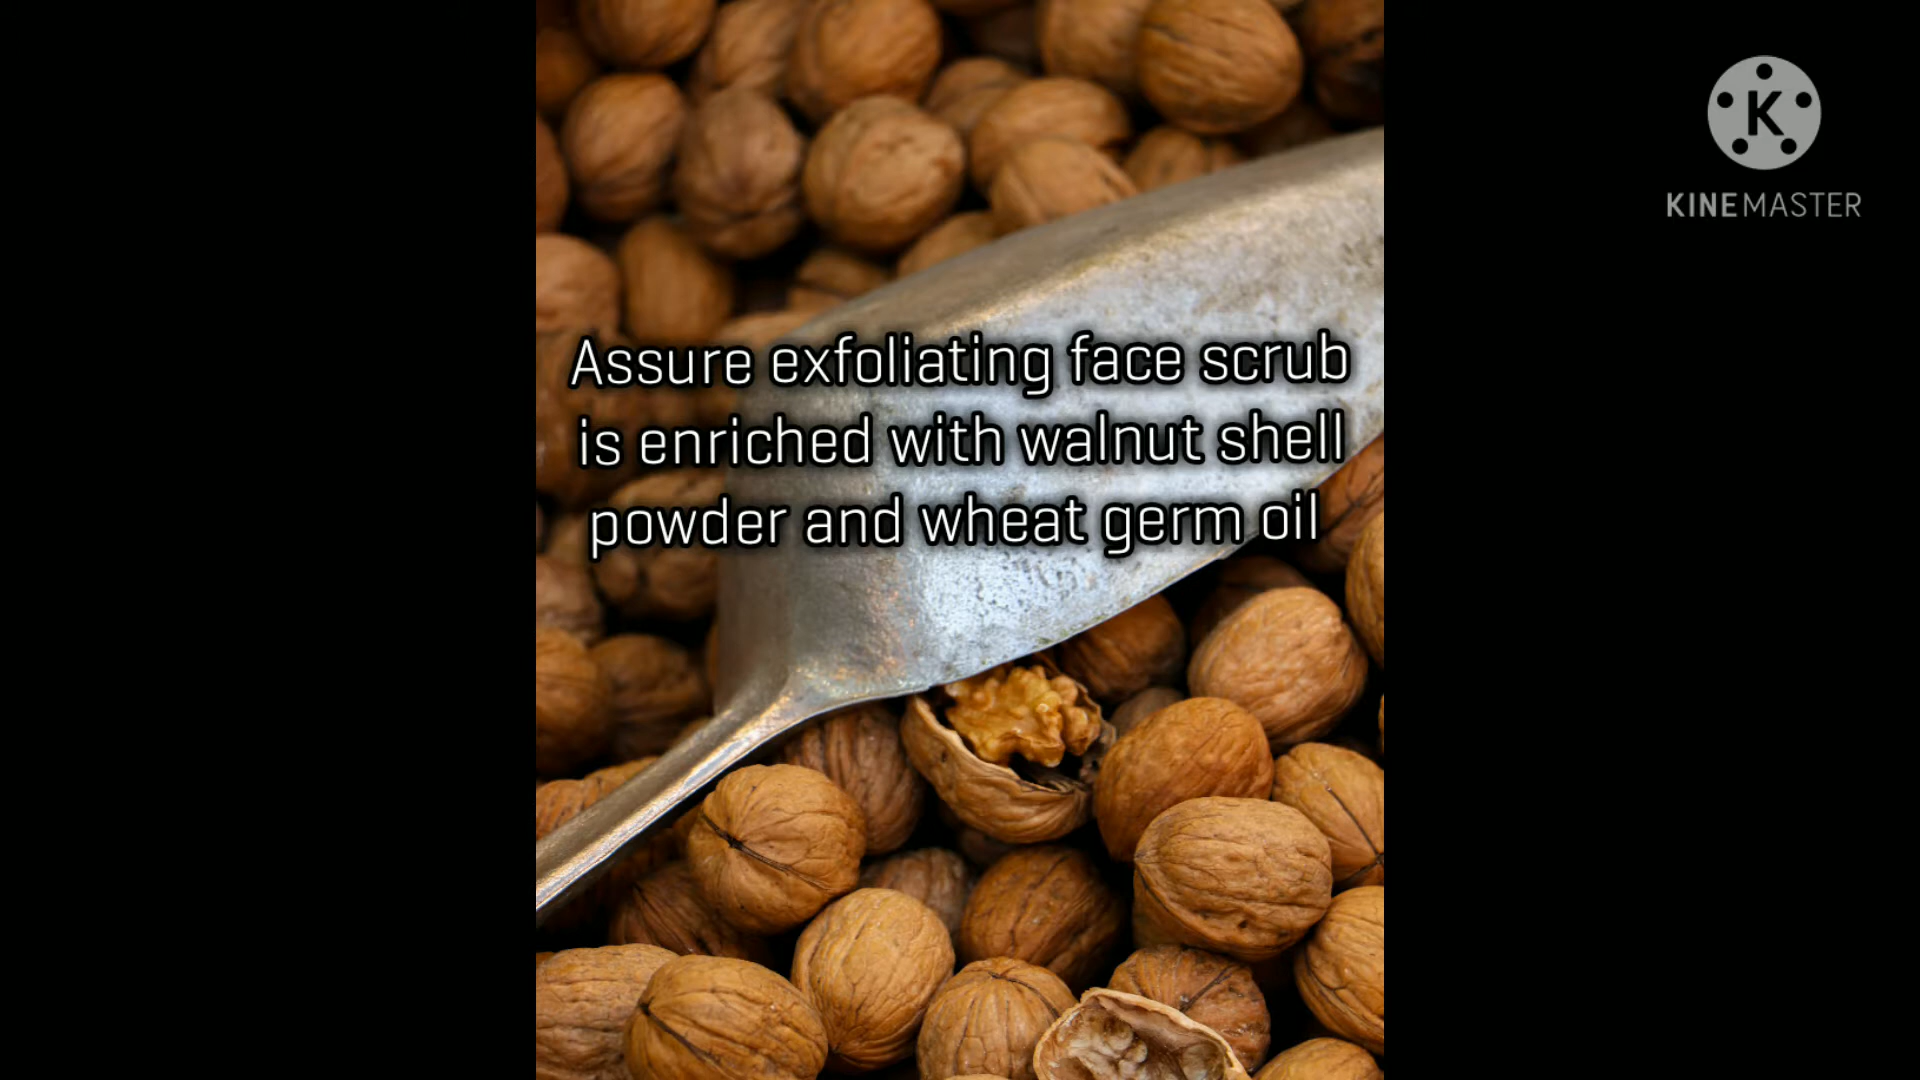 K
KINEMASTER
Assure exfoliating face scrub
is enriched with walnut shell
powder and wheat germ oil